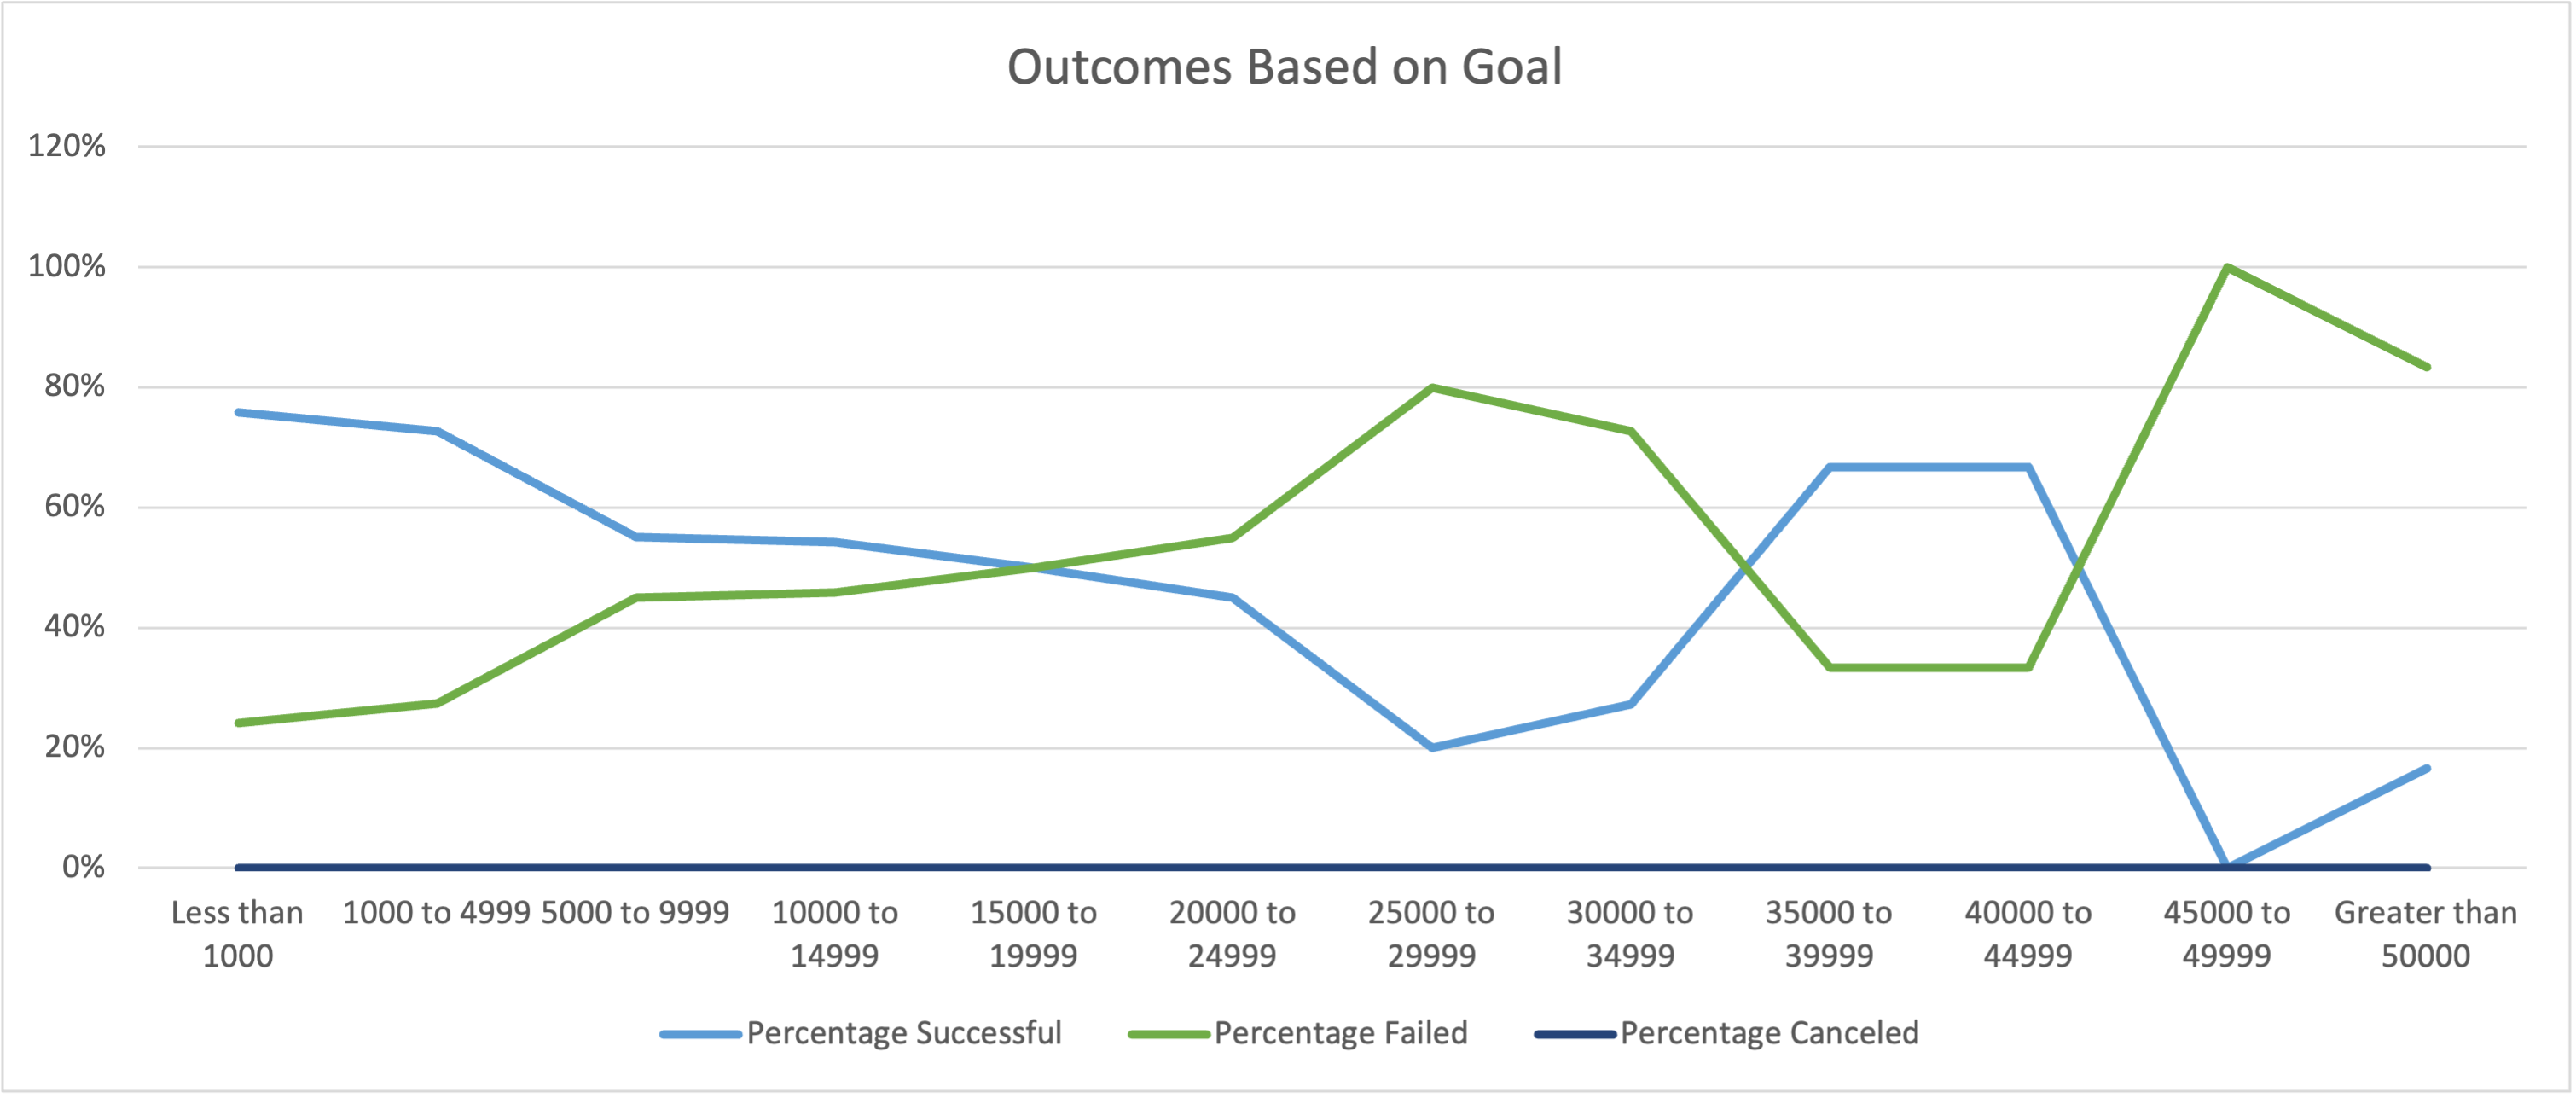 Outcomes Based on Goal
120%
100%
80%
60%
40%
20%
0%
Less than
1000
1000 to 4999
5000 to 9999
10000 to
14999
15000 to
19999
20000 to
24999
25000 to
29999
30000 to
34999
35000 to
39999
40000 to
44999
45000 to
49999
Greater than
50000
Percentage Successful
Percentage Failed
Percentage Canceled